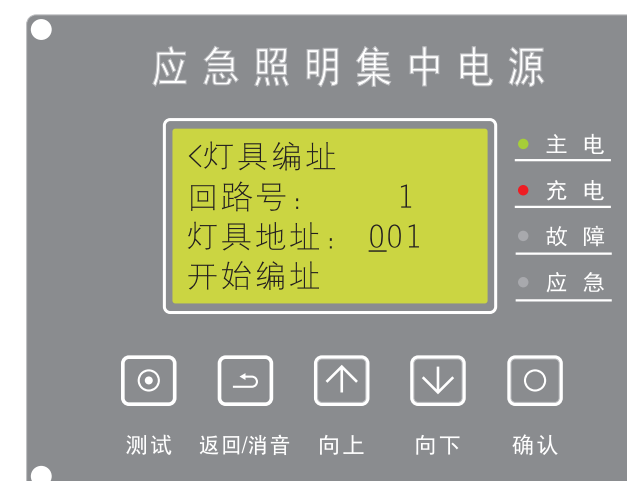 应急照明集中电源
<灯具编址
回路号: 1
灯具地址: 001
开始编址
主电
充电
故障
应急
测试 返回/消音 向上 向下 确认